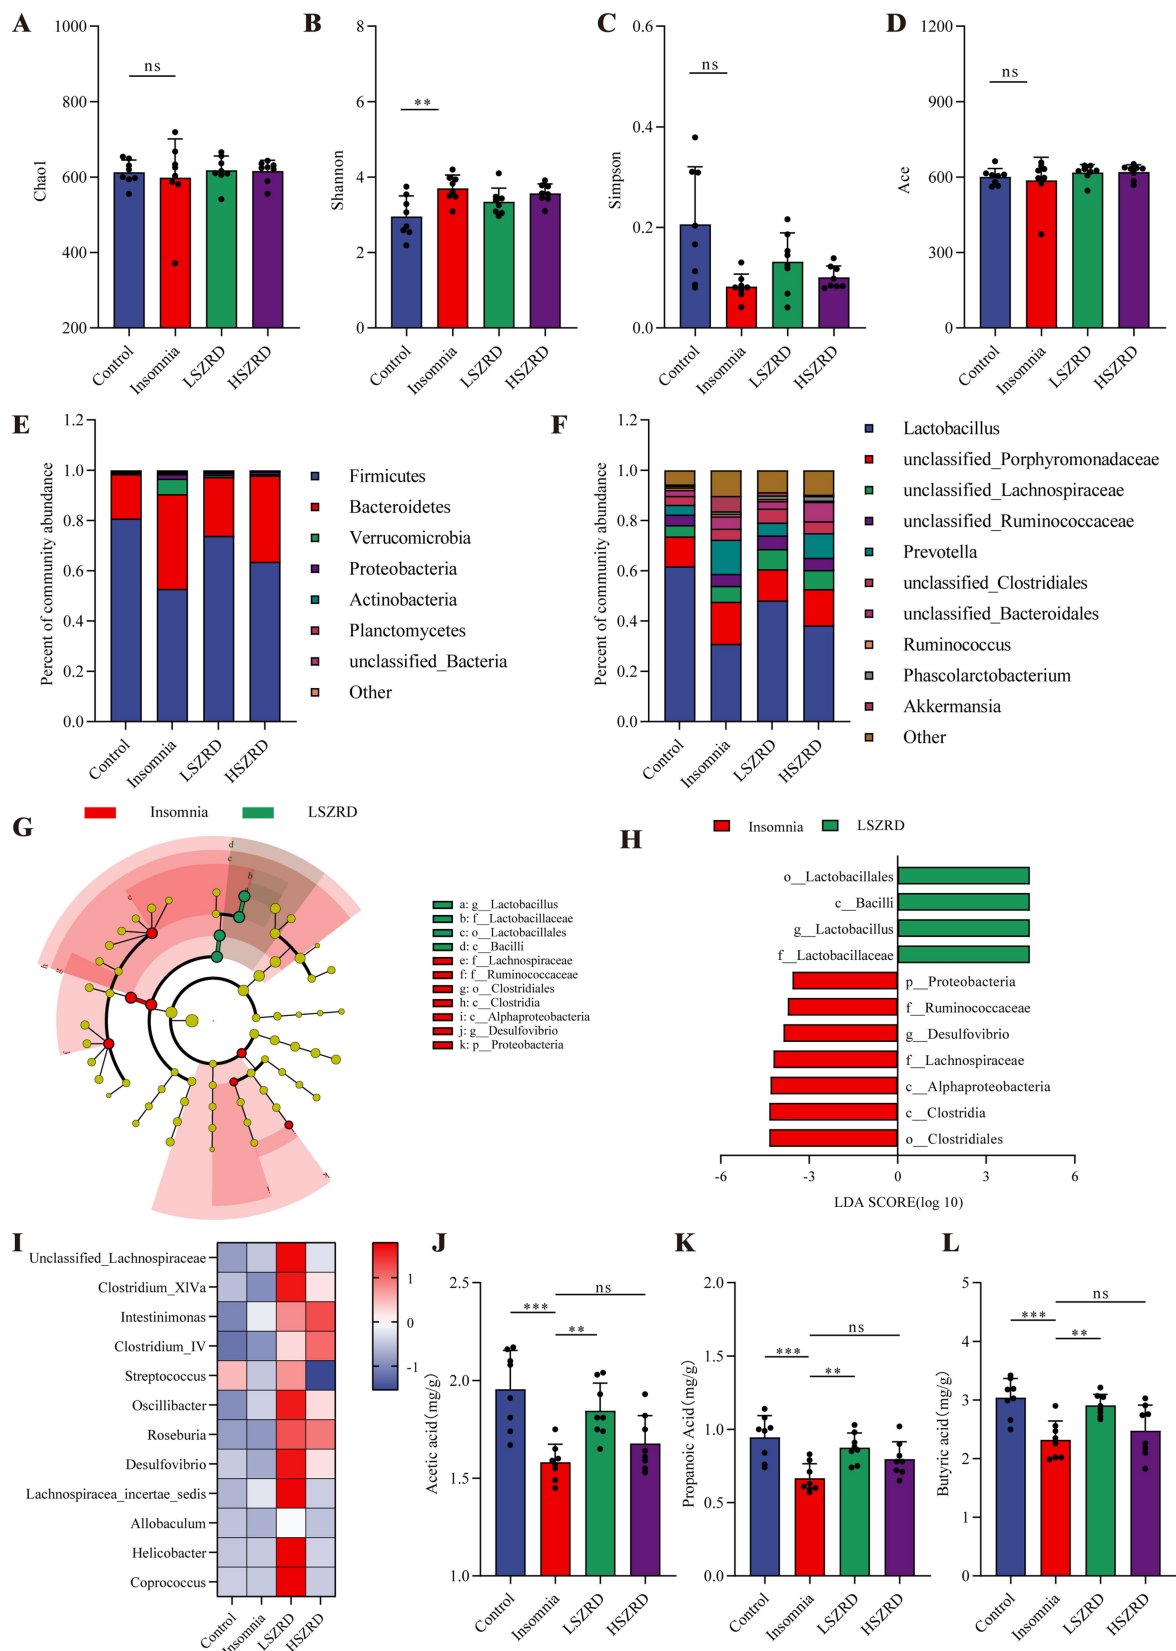 A
Chao1
1000
800
600
400
200
ns
Control
Insomnia
LSZRD
HSZRD
B
Shannon
8
6
4
2
0
**
Control
Insomnia
LSZRD
HSZRD
C
Simpson
0.6
0.4
0.2
0.0
ns
Control
Insomnia
LSZRD
HSZRD
D
Ace
1200
900
600
300
0
ns
Control
Insomnia
LSZRD
HSZRD
E
Percent of community abundance
1.2
1.0
0.8
0.6
0.4
0.2
0.0
Control
Insomnia
LSZRD
HSZRD
Firmicutes
Bacteroidetes
Verrucomicrobia
Proteobacteria
Actinobacteria
Planctomycetes
unclassified_Bacteria
Other
F
Percent of community abundance
1.2
1.0
0.8
0.6
0.4
0.2
0.0
Control
Insomnia
LSZRD
HSZRD
Lactobacillus
unclassified_Porphyromonadaceae
unclassified_Lachnospiraceae
unclassified_Ruminococcaceae
Prevotella
unclassified_Clostridiales
unclassified_Bacteroidales
Ruminococcus
Phascolarctobacterium
Akkermansia
Other
G
Insomnia
LSZRD
d
c
b
a: g__Lactobacillus
b: f__Lactobacillaceae
c: o__Lactobacillales
d: c__Bacilli
e: f__Lachnospiraceae
f: f__Ruminococcaceae
g: o__Clostridiales
h: c__Clostridia
i: c__Alphaproteobacteria
j: g__Desulfovibrio
k: p__Proteobacteria
H
Insomnia
LSZRD
o__Lactobacillales
c__Bacilli
g__Lactobacillus
f__Lactobacillaceae
p__Proteobacteria
f__Ruminococcaceae
g__Desulfovibrio
f__Lachnospiraceae
c__Alphaproteobacteria
c__Clostridia
o__Clostridiales
-6
-3
0
3
6
LDA SCORE(log 10)
I
Unclassified_Lachnospiraceae
Clostridium_XlVa
Intestinimonas
Clostridium_IV
Streptococcus
Oscillibacter
Roseburia
Desulfovibrio
Lachnospiracea_incertae_sedis
Allobaculum
Helicobacter
Coprococcus
Control
Insomnia
LSZRD
HSZRD
1
0
-1
J
Acetic acid(mg/g)
2.5
2.0
1.5
1.0
ns
***
**
Control
Insomnia
LSZRD
HSZRD
K
Propanoic Acid(mg/g)
2.0
1.5
1.0
0.5
0.0
ns
***
**
Control
Insomnia
LSZRD
HSZRD
L
Butyric acid(mg/g)
5
4
3
2
1
0
ns
***
**
Control
Insomnia
LSZRD
HSZRD